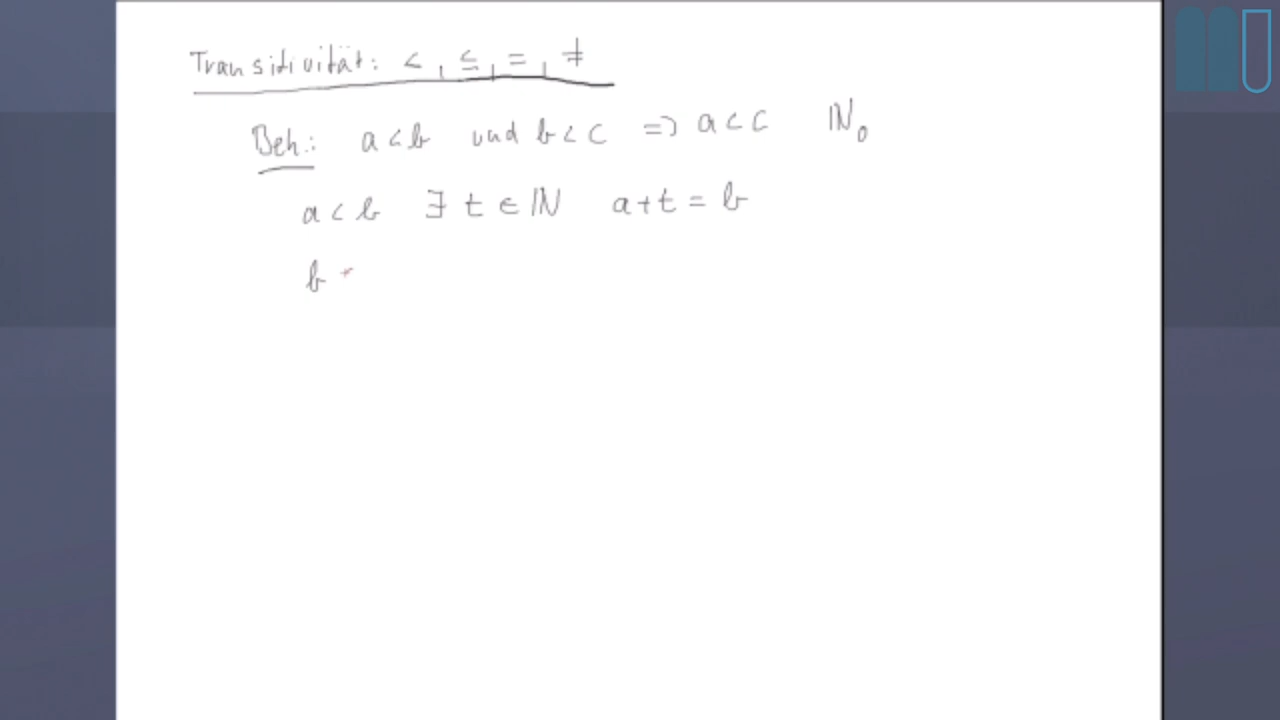 Transitivität: <, ≤, =, ≠
Beh.: a < b und b < c => a < c ℕ₀
a < b ∃ t ∈ ℕ a + t = b
b